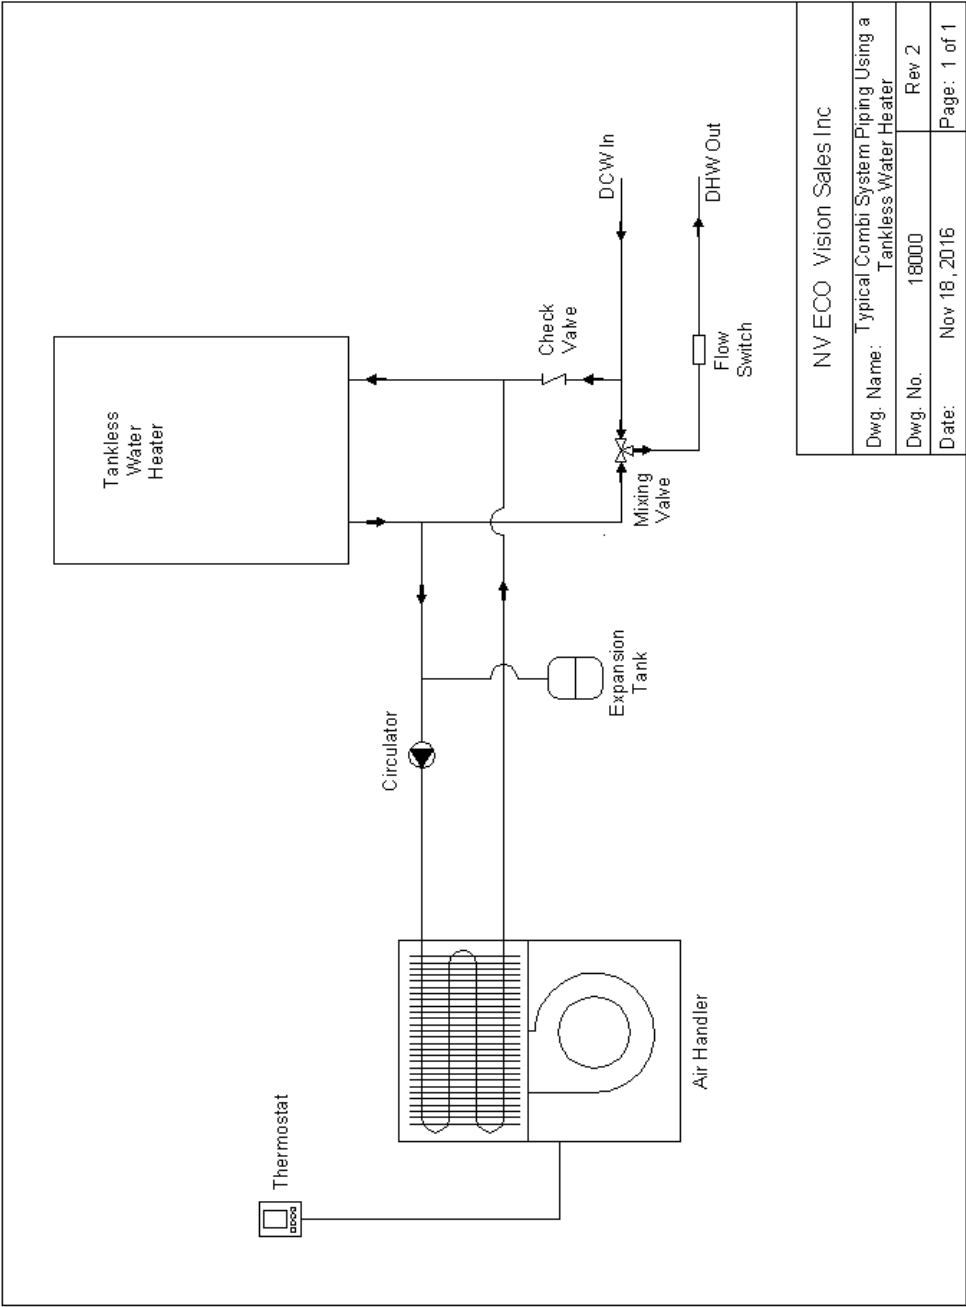 Thermostat
Tankless
Water
Heater
Circulator
Expansion
Tank
Check
Valve
DCW In
Mixing
Valve
DHW Out
Flow
Switch
Air Handler
NV ECO Vision Sales Inc
Dwg. Name: Typical Combi System Piping Using a
Tankless Water Heater
Dwg. No. 18000 Rev 2
Date: Nov 18, 2016 Page: 1 of 1